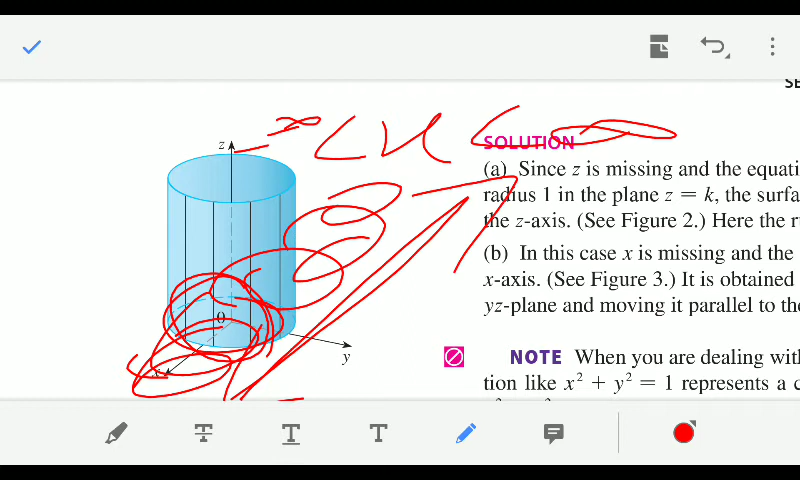 SE
z
- ∞ < x < ∞
SOLUTION
(a) Since z is missing and the equati
radius 1 in the plane z = k, the surfa
the z-axis. (See Figure 2.) Here the r
(b) In this case x is missing and the
x-axis. (See Figure 3.) It is obtained
yz-plane and moving it parallel to the
0
y
x
NOTE When you are dealing with
tion like x² + y² = 1 represents a c
T T T